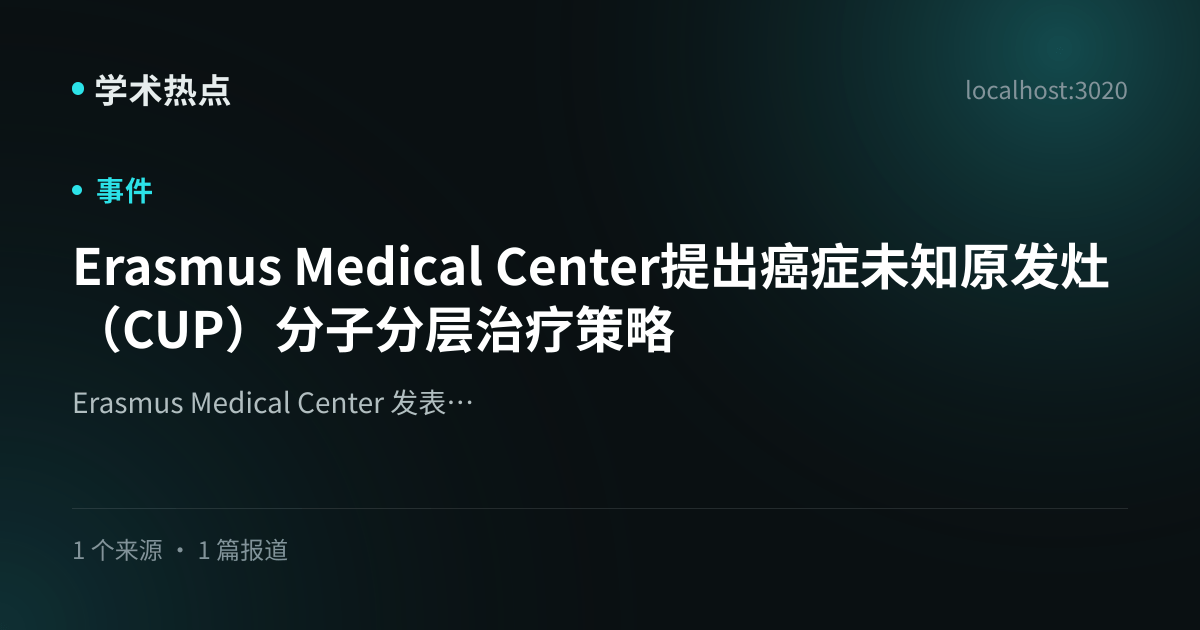 学术热点
localhost:3020
事件
Erasmus Medical Center提出癌症未知原发灶
（CUP）分子分层治疗策略
Erasmus Medical Center 发表…
1 个来源 · 1 篇报道